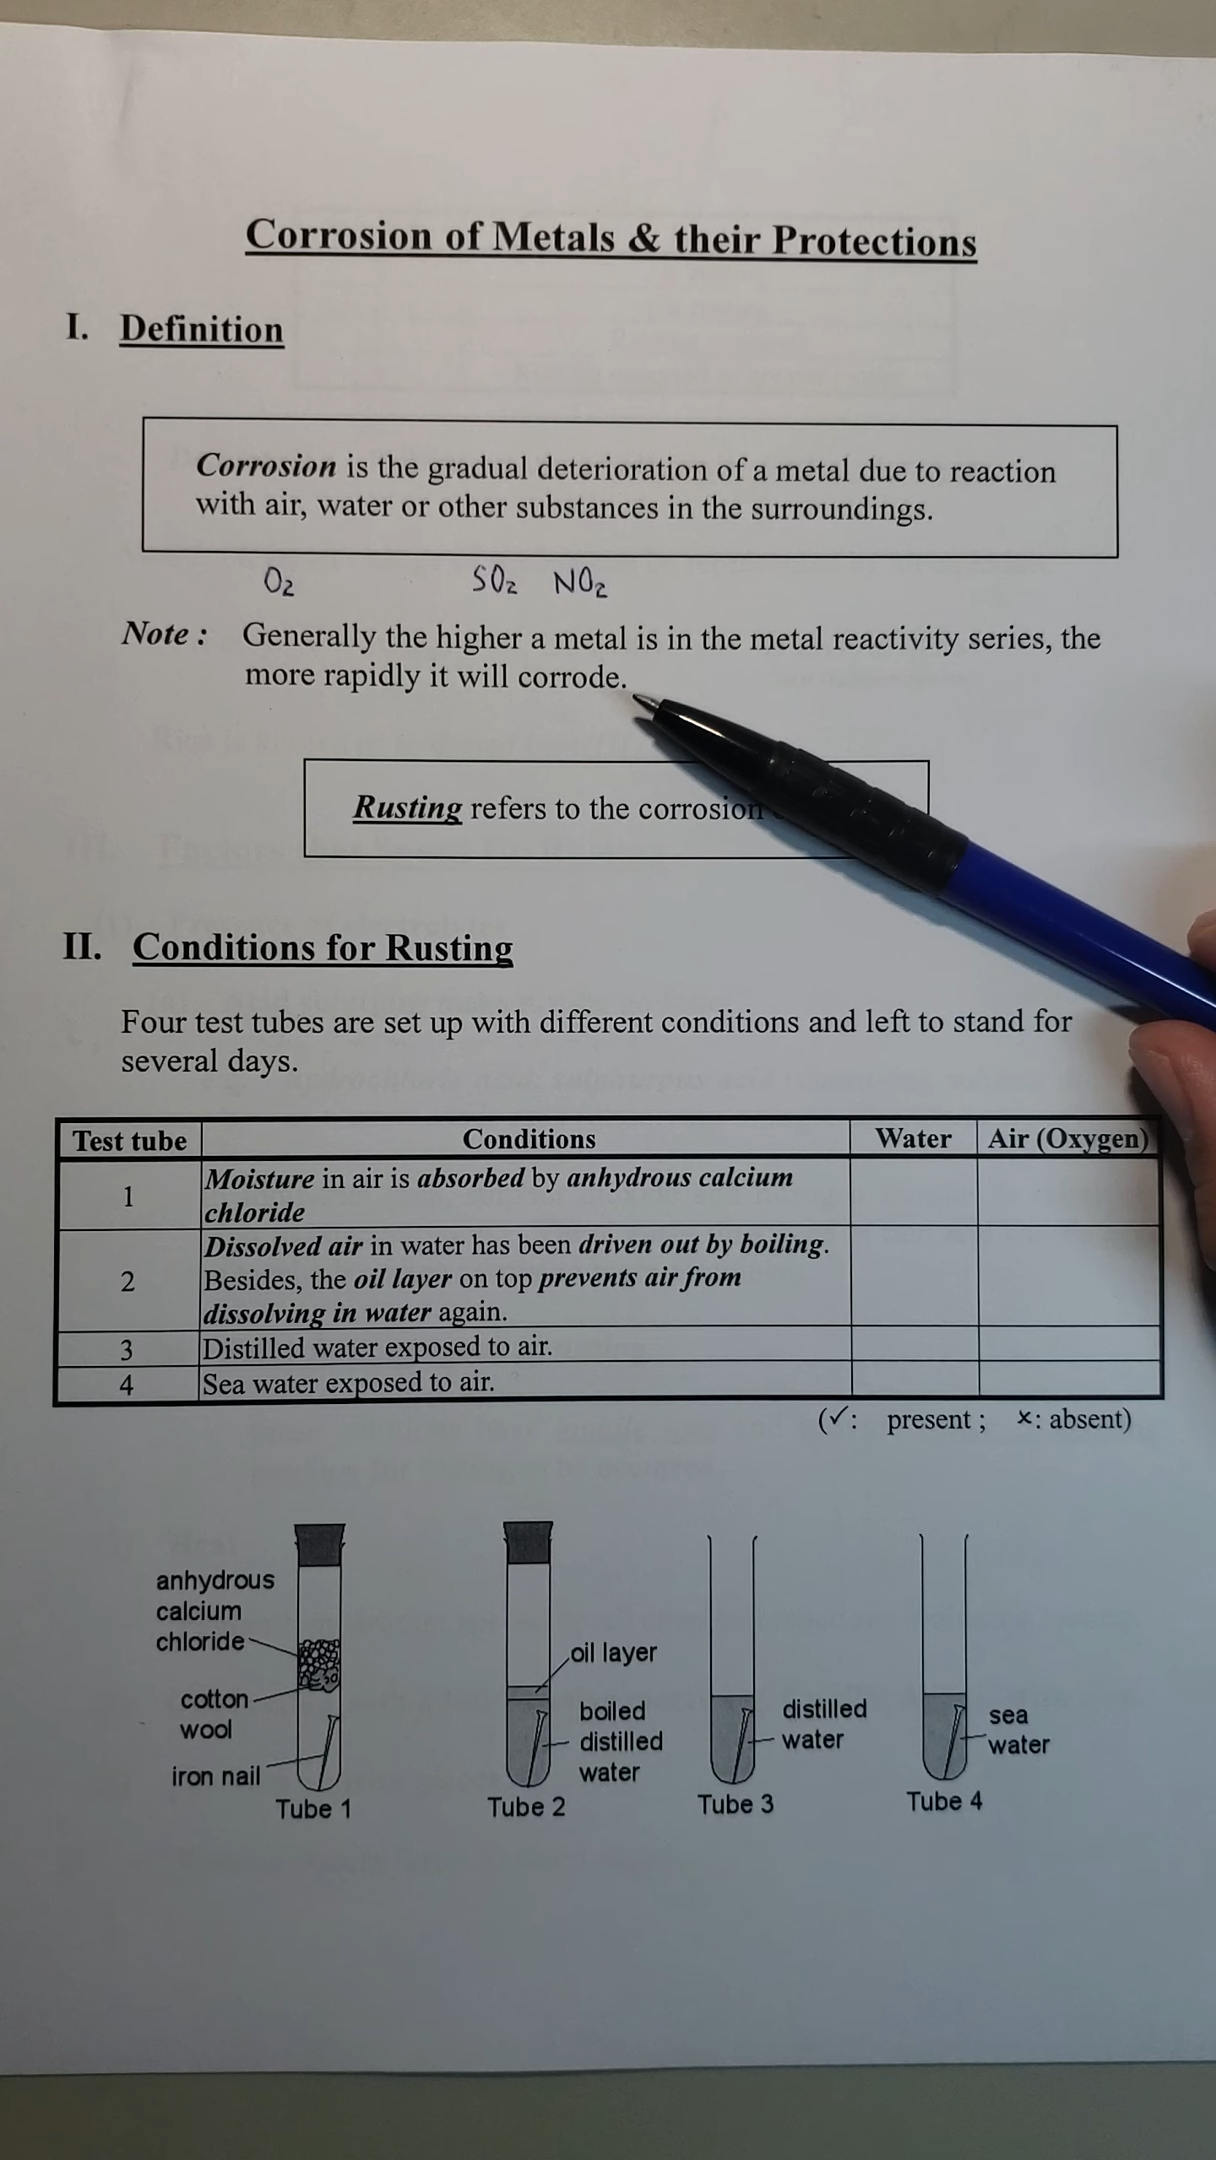 Corrosion of Metals & their Protections
I. Definition
Corrosion is the gradual deterioration of a metal due to reaction
with air, water or other substances in the surroundings.
O₂ SO₂ NO₂
Note : Generally the higher a metal is in the metal reactivity series, the
more rapidly it will corrode.
Rusting refers to the corrosion
II. Conditions for Rusting
Four test tubes are set up with different conditions and left to stand for
several days.
Test tube Conditions Water Air (Oxygen)
1 Moisture in air is absorbed by anhydrous calcium
chloride
Dissolved air in water has been driven out by boiling.
2 Besides, the oil layer on top prevents air from
dissolving in water again.
3 Distilled water exposed to air.
4 Sea water exposed to air.
(✓: present ; ×: absent)
anhydrous
calcium
chloride
cotton
wool
iron nail
Tube 1
oil layer
boiled
distilled
water
Tube 2
distilled
water
Tube 3
sea
water
Tube 4